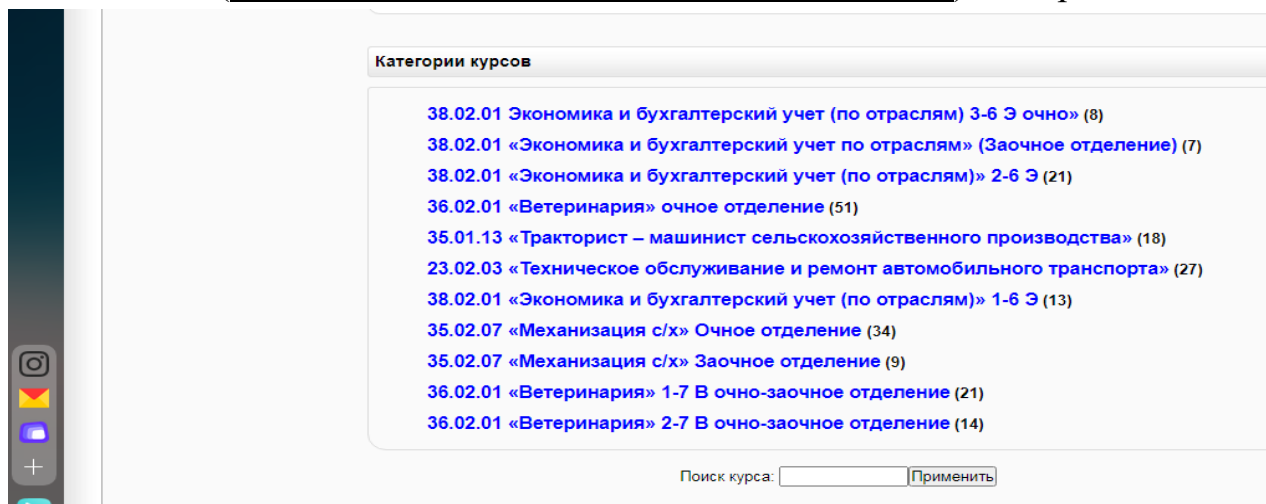 Категории курсов
38.02.01 Экономика и бухгалтерский учет (по отраслям) 3-6 Э очно» (8)
38.02.01 «Экономика и бухгалтерский учет по отраслям» (Заочное отделение) (7)
38.02.01 «Экономика и бухгалтерский учет (по отраслям)» 2-6 Э (21)
36.02.01 «Ветеринария» очное отделение (51)
35.01.13 «Тракторист – машинист сельскохозяйственного производства» (18)
23.02.03 «Техническое обслуживание и ремонт автомобильного транспорта» (27)
38.02.01 «Экономика и бухгалтерский учет (по отраслям)» 1-6 Э (13)
35.02.07 «Механизация с/х» Очное отделение (34)
35.02.07 «Механизация с/х» Заочное отделение (9)
36.02.01 «Ветеринария» 1-7 В очно-заочное отделение (21)
36.02.01 «Ветеринария» 2-7 В очно-заочное отделение (14)
Поиск курса: Применить